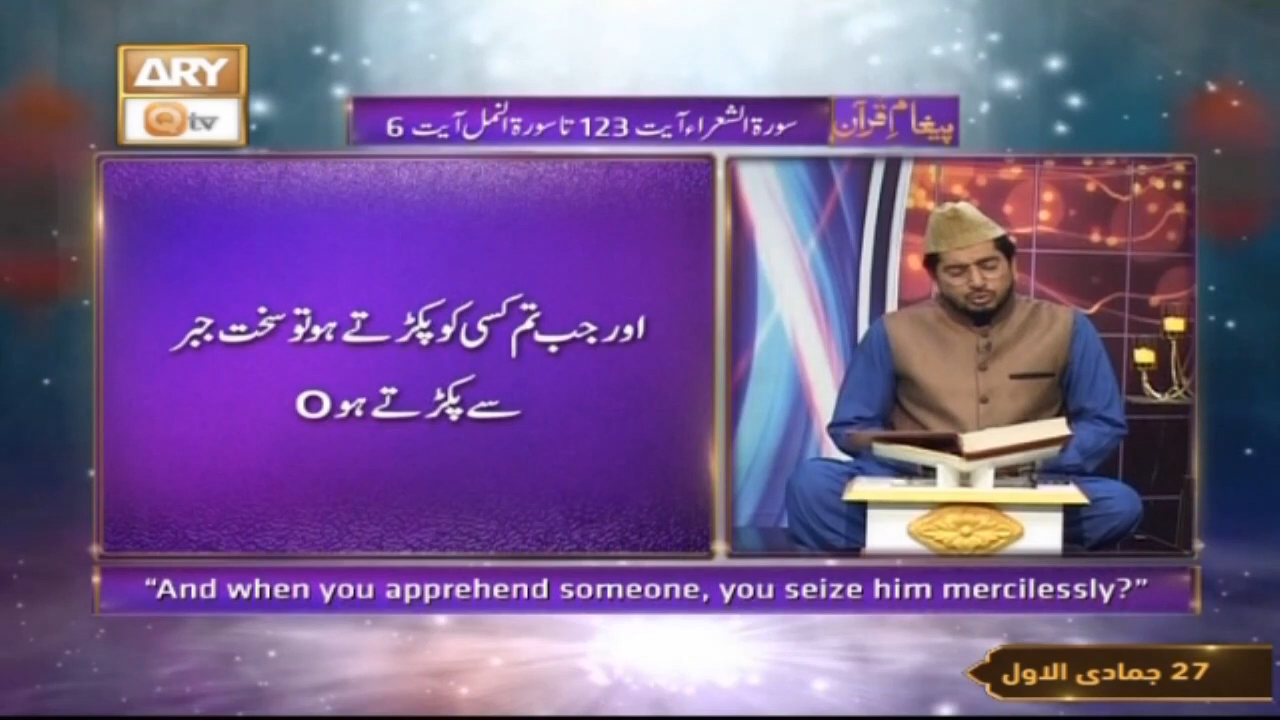 ARY
Qtv
پیغامِ قرآن
سورۃ الشعراء آیت 123 تا سورۃ النمل آیت 6
اور جب تم کسی کو پکڑتے ہو تو سخت جبر
سے پکڑتے ہو O
“And when you apprehend someone, you seize him mercilessly?”
27 جمادی الاول